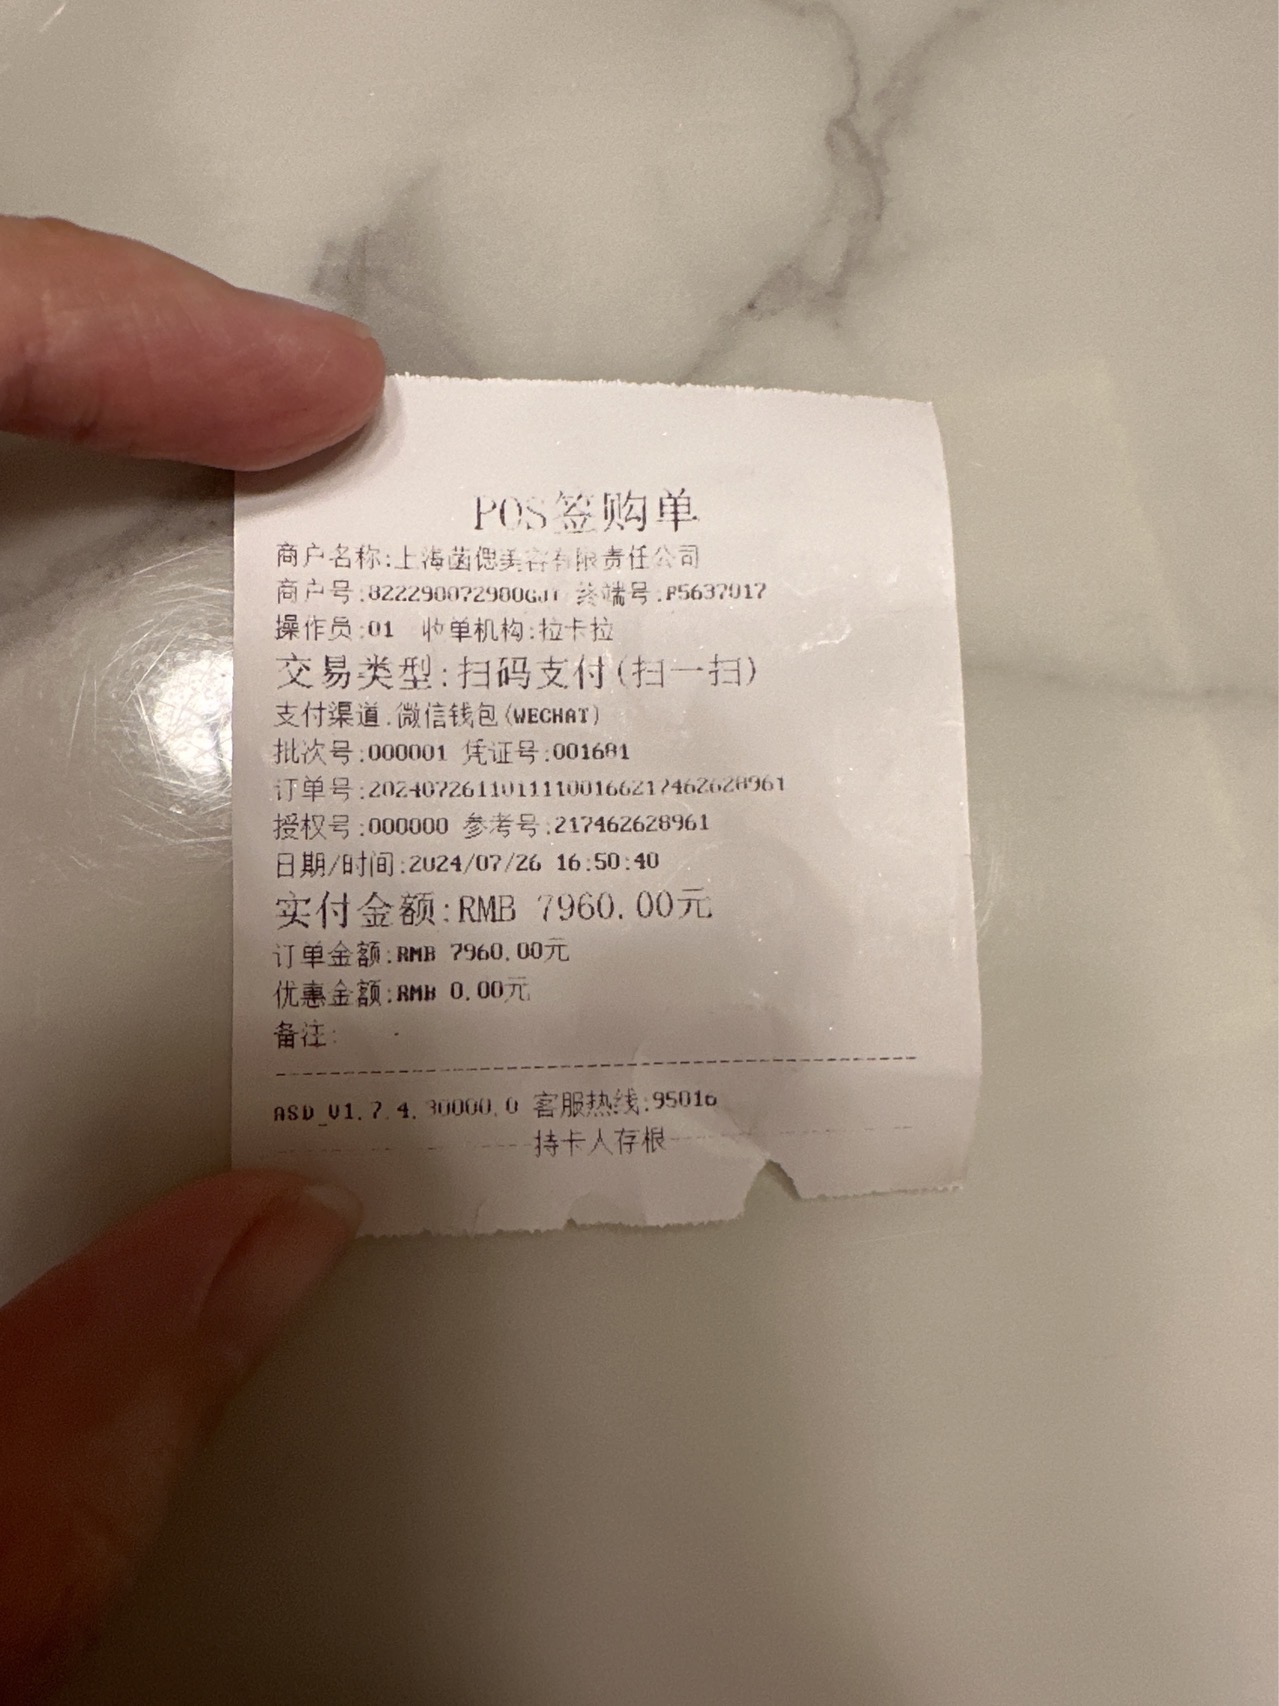 POS签购单
商户名称:上海菡偲美容有限责任公司
商户号:822290072980GJ 终端号:P5637017
操作员:01 收单机构:拉卡拉
交易类型:扫码支付(扫一扫)
支付渠道:微信钱包(WECHAT)
批次号:000001 凭证号:001681
订单号:20240726110111100166217462628961
授权号:000000 参考号:217462628961
日期/时间:2024/07/26 16:50:40
实付金额:RMB 7960.00元
订单金额:RMB 7960.00元
优惠金额:RMB 0.00元
备注:
ASD_V1.7.4.30000.0 客服热线:95016
持卡人存根